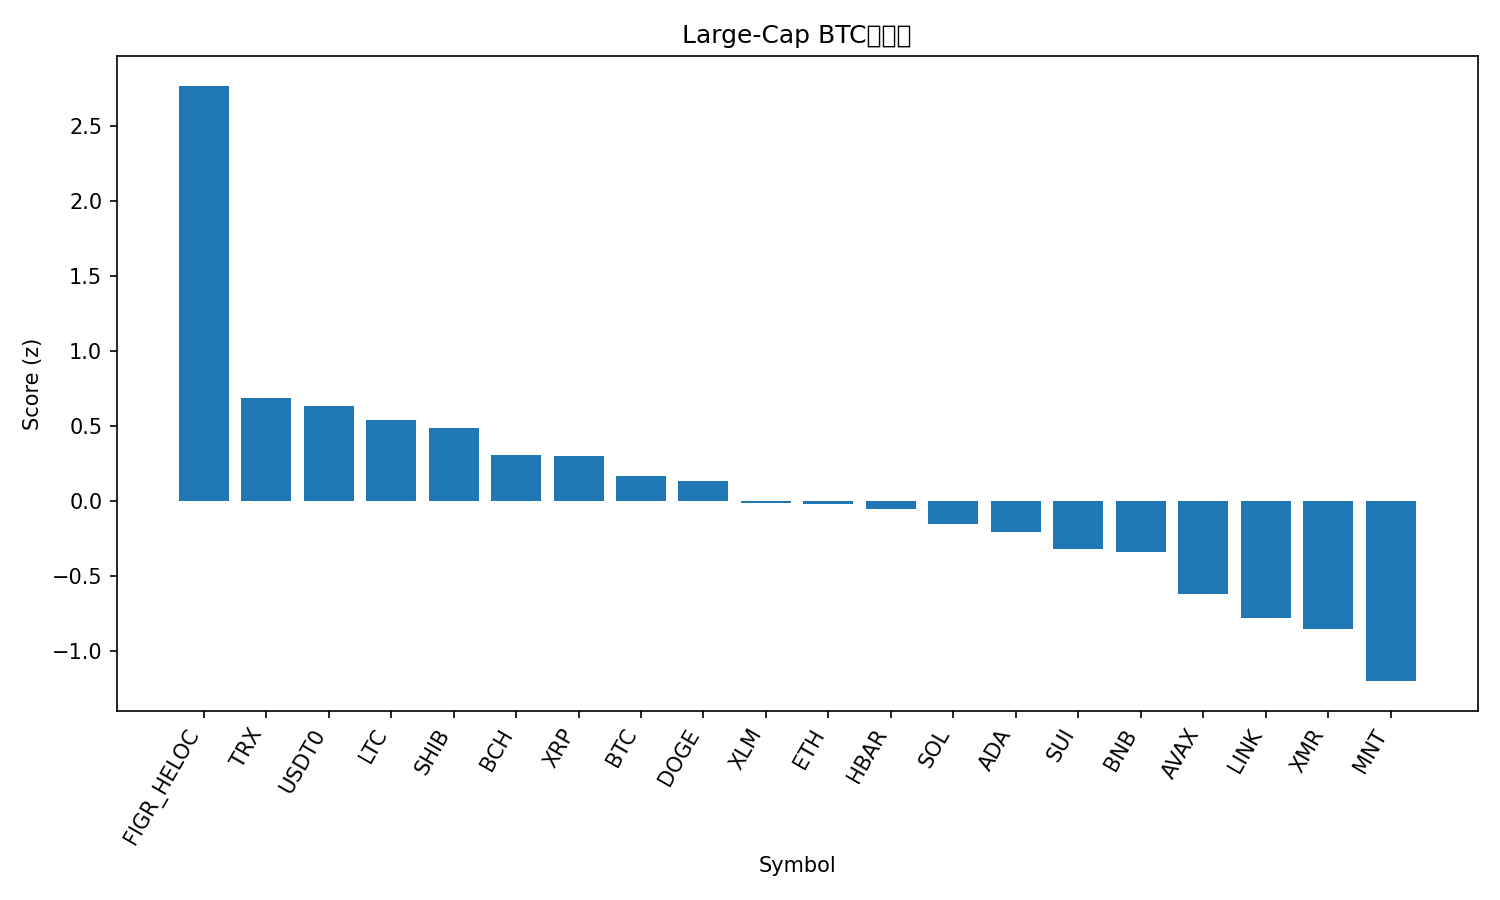 Large-Cap BTC
Score (z)
2.5
2.0
1.5
1.0
0.5
0.0
−0.5
−1.0
FIGR_HELOC
TRX
USDT0
LTC
SHIB
BCH
XRP
BTC
DOGE
XLM
ETH
HBAR
SOL
ADA
SUI
BNB
AVAX
LINK
XMR
MNT
Symbol